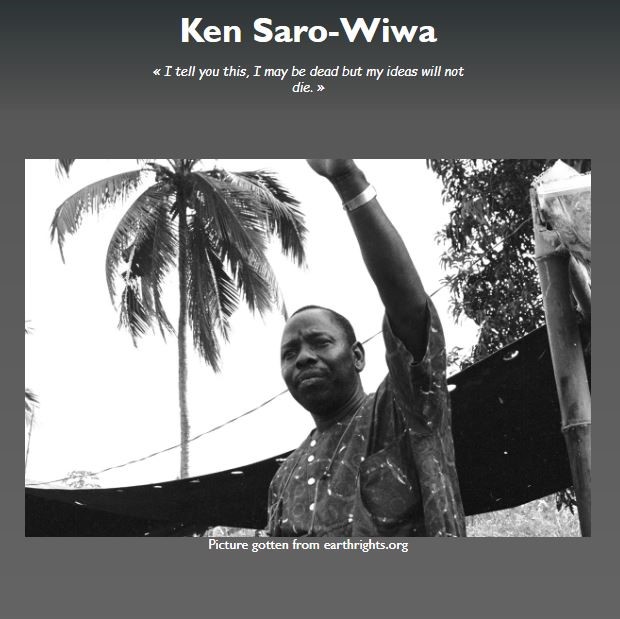 Ken Saro-Wiwa
« I tell you this, I may be dead but my ideas will not
die. »
Picture gotten from earthrights.org